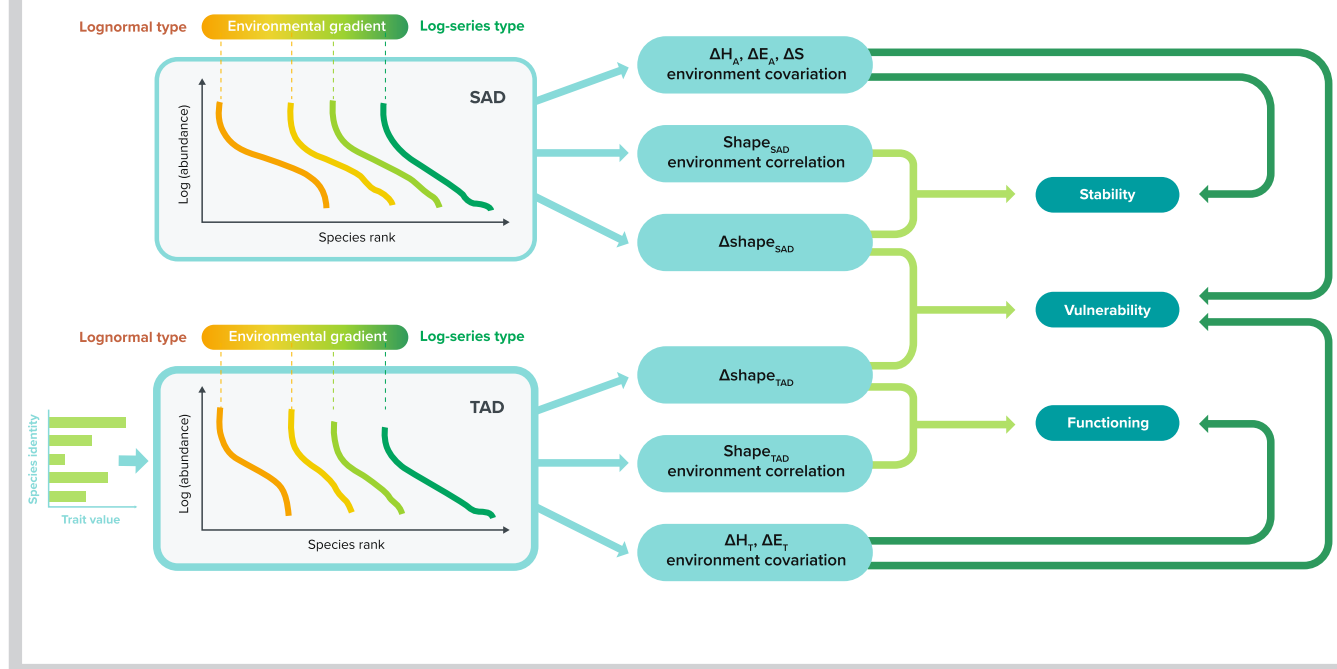 Lognormal type
Environmental gradient
Log-series type
SAD
Log (abundance)
Species rank
ΔH_A, ΔE_A, ΔS
environment covariation
Shape_SAD
environment correlation
Δshape_SAD
Stability
Vulnerability
Functioning
Lognormal type
Environmental gradient
Log-series type
TAD
Log (abundance)
Species rank
Species identity
Trait value
Δshape_TAD
Shape_TAD
environment correlation
ΔH_T, ΔE_T
environment covariation